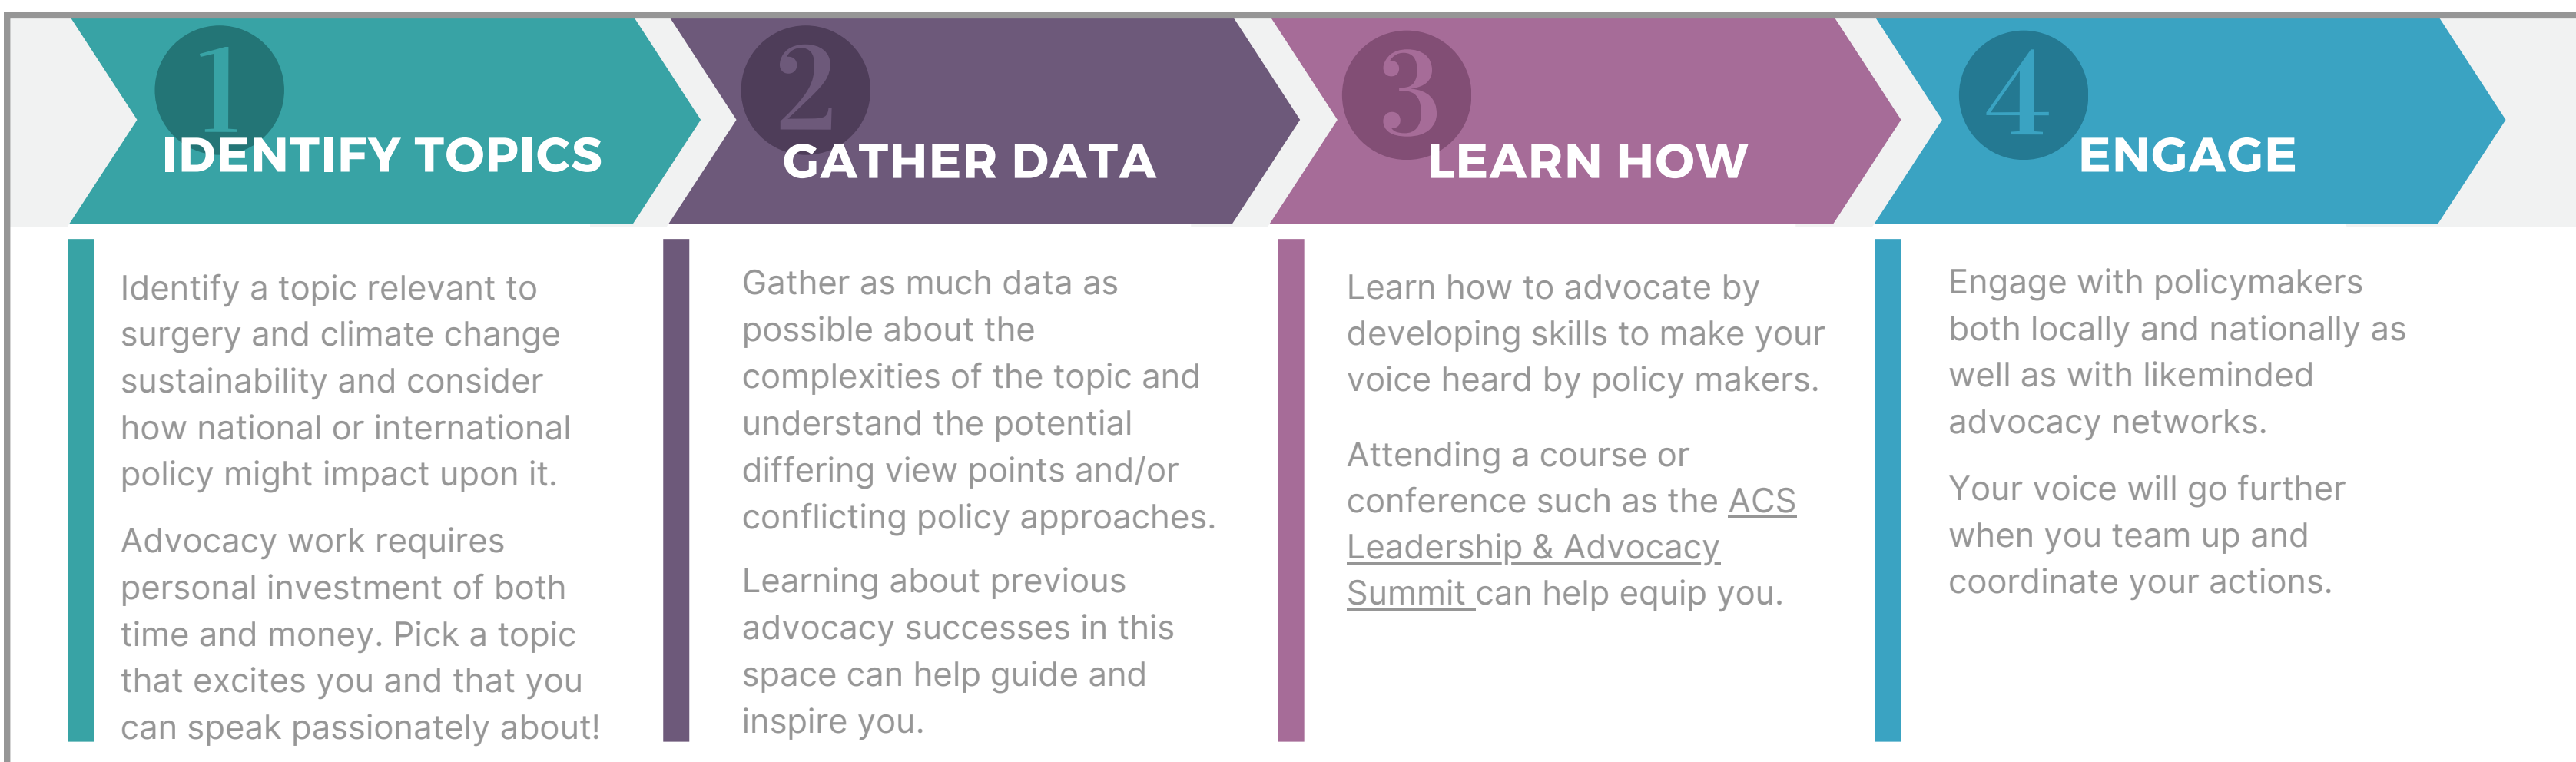 1
IDENTIFY TOPICS
Identify a topic relevant to
surgery and climate change
sustainability and consider
how national or international
policy might impact upon it.
Advocacy work requires
personal investment of both
time and money. Pick a topic
that excites you and that you
can speak passionately about!
2
GATHER DATA
Gather as much data as
possible about the
complexities of the topic and
understand the potential
differing view points and/or
conflicting policy approaches.
Learning about previous
advocacy successes in this
space can help guide and
inspire you.
3
LEARN HOW
Learn how to advocate by
developing skills to make your
voice heard by policy makers.
Attending a course or
conference such as the ACS
Leadership & Advocacy
Summit can help equip you.
4
ENGAGE
Engage with policymakers
both locally and nationally as
well as with likeminded
advocacy networks.
Your voice will go further
when you team up and
coordinate your actions.